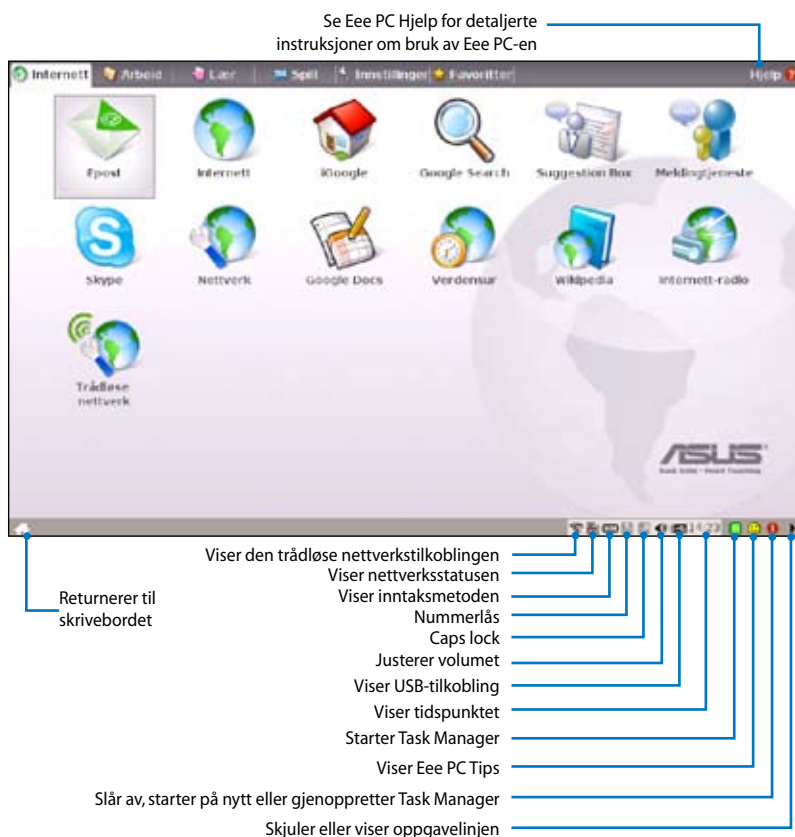 Se Eee PC Hjelp for detaljerte
instruksjoner om bruk av Eee PC-en
Internett Arbeid Lær Spill Innstillinger Favoritter Hjelp
Epost Internett iGoogle Google Search Suggestion Box Meldingtjeneste
Skype Nettverk Google Docs Verdensur Wikipedia Internett-radio
Trådløse
nettverk
ASUS
14:23
Viser den trådløse nettverkstilkoblingen
Viser nettverksstatusen
Returnerer til
skrivebordet
Viser inntaksmetoden
Nummerlås
Caps lock
Justerer volumet
Viser USB-tilkobling
Viser tidspunktet
Starter Task Manager
Viser Eee PC Tips
Slår av, starter på nytt eller gjenoppretter Task Manager
Skjuler eller viser oppgavelinjen